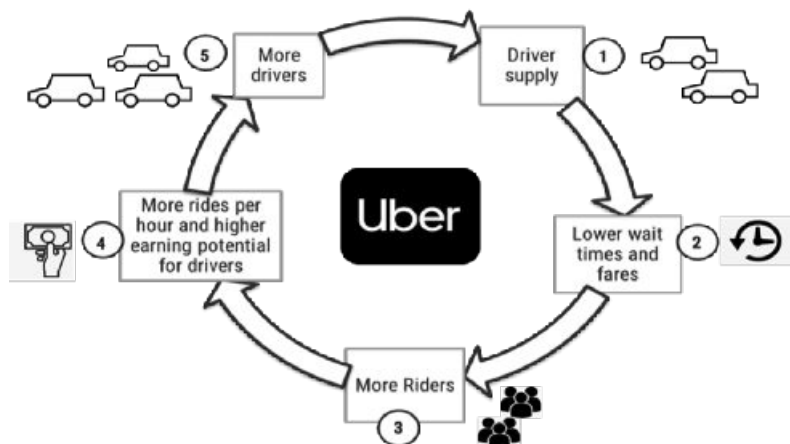 5
More
drivers
Driver
supply
1
Uber
More rides per
hour and higher
earning potential
for drivers
4
Lower wait
times and
fares
2
More Riders
3